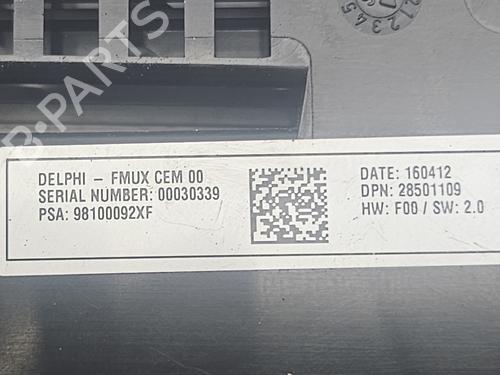 B-PARTS
DELPHI - FMUX CEM 00
SERIAL NUMBER: 00030339
PSA: 98100092XF
DATE: 160412
DPN: 28501109
HW: F00 / SW: 2.0